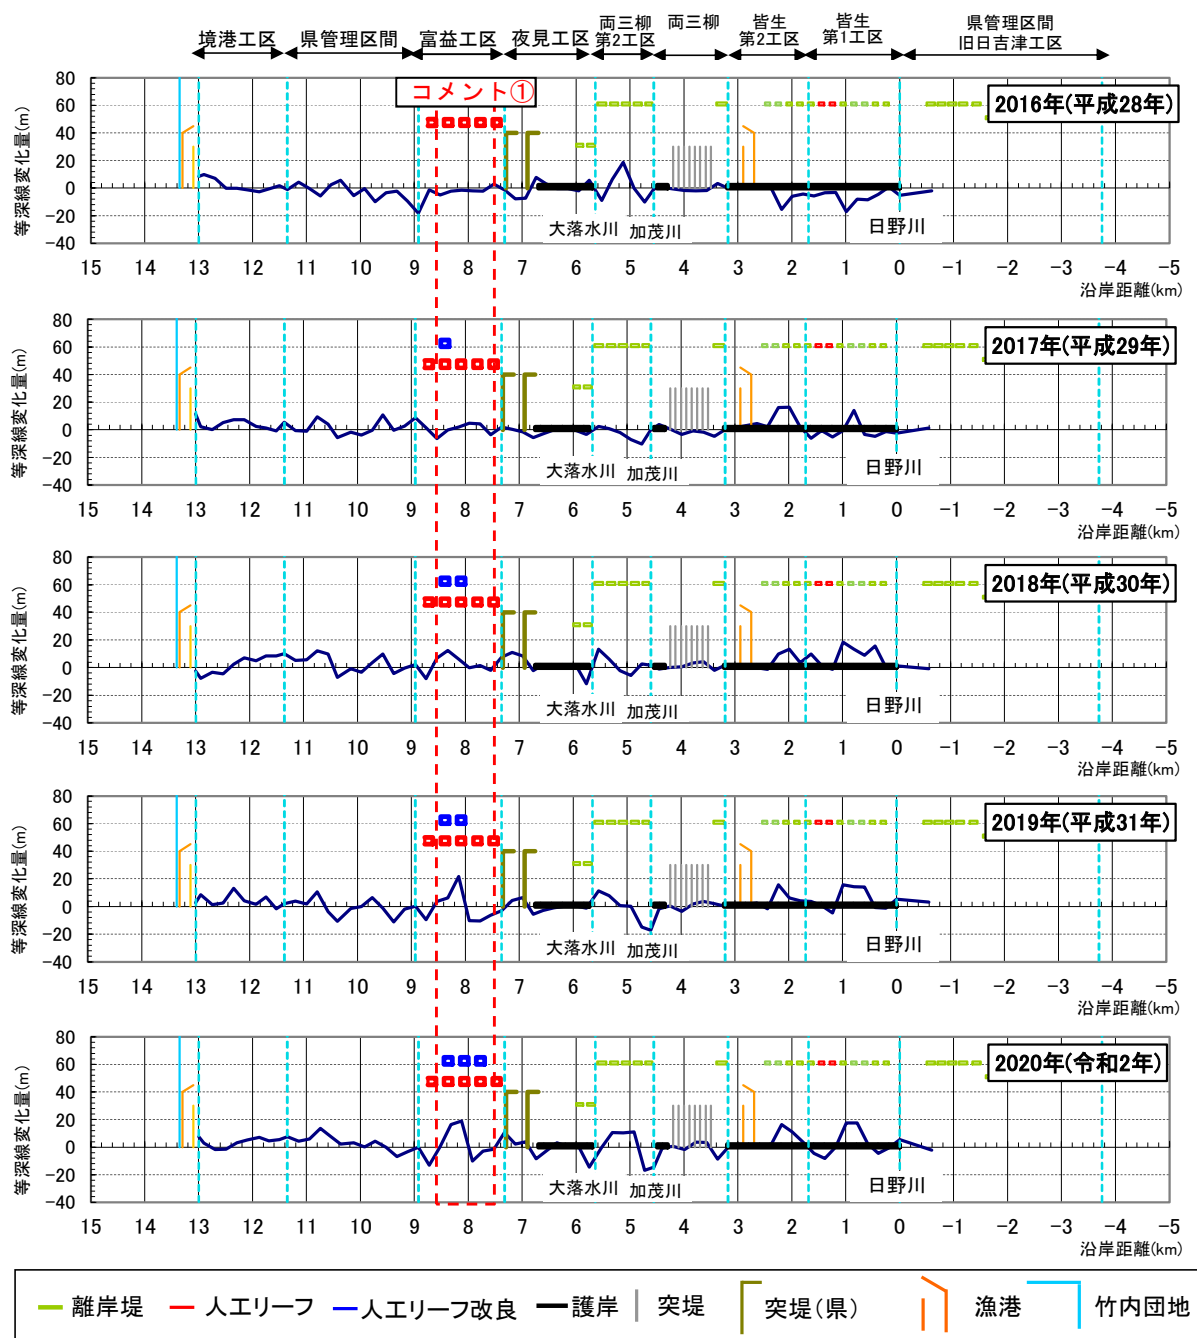 境港工区 県管理区間 富益工区 夜見工区 両三柳第2工区 両三柳 皆生第2工区 皆生第1工区 県管理区間旧日吉津工区
コメント①
2016年(平成28年)
等深線変化量(m)
80
60
40
20
0
-20
-40
大落水川 加茂川 日野川
15 14 13 12 11 10 9 8 7 6 5 4 3 2 1 0 -1 -2 -3 -4 -5
沿岸距離(km)
2017年(平成29年)
等深線変化量(m)
80
60
40
20
0
-20
-40
大落水川 加茂川 日野川
15 14 13 12 11 10 9 8 7 6 5 4 3 2 1 0 -1 -2 -3 -4 -5
沿岸距離(km)
2018年(平成30年)
等深線変化量(m)
80
60
40
20
0
-20
-40
大落水川 加茂川 日野川
15 14 13 12 11 10 9 8 7 6 5 4 3 2 1 0 -1 -2 -3 -4 -5
沿岸距離(km)
2019年(平成31年)
等深線変化量(m)
80
60
40
20
0
-20
-40
大落水川 加茂川 日野川
15 14 13 12 11 10 9 8 7 6 5 4 3 2 1 0 -1 -2 -3 -4 -5
沿岸距離(km)
2020年(令和2年)
等深線変化量(m)
80
60
40
20
0
-20
-40
大落水川 加茂川 日野川
15 14 13 12 11 10 9 8 7 6 5 4 3 2 1 0 -1 -2 -3 -4 -5
沿岸距離(km)
離岸堤 人工リーフ 人工リーフ改良 護岸 突堤 突堤(県) 漁港 竹内団地